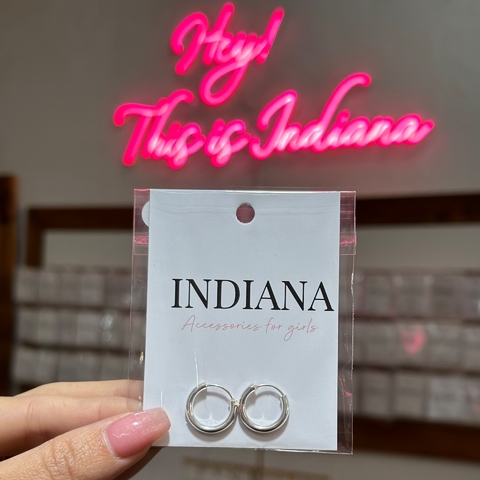 Hey!
This is Indiana
INDIANA
Accessories for girls